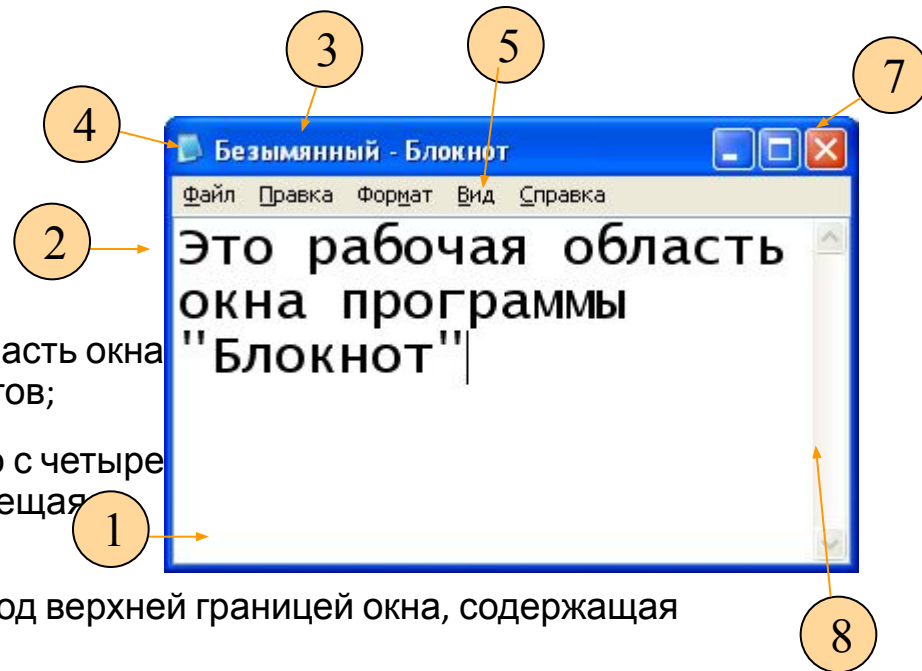 3
5
7
4
Безымянный - Блокнот
Файл Правка Формат Вид Справка
2
Это рабочая область
окна программы
"Блокнот"
асть окна
тов;
с четыре
ещая
1
од верхней границей окна, содержащая
8